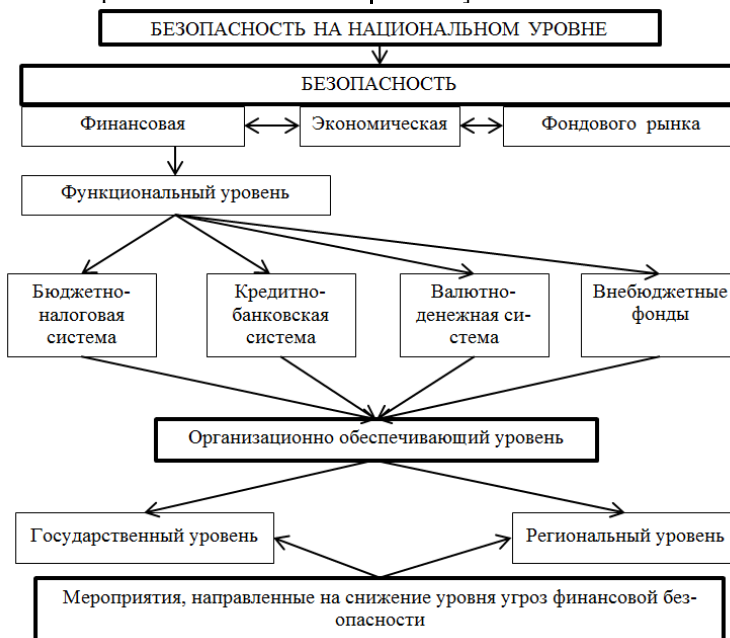 БЕЗОПАСНОСТЬ НА НАЦИОНАЛЬНОМ УРОВНЕ
БЕЗОПАСНОСТЬ
Финансовая
Экономическая
Фондового рынка
Функциональный уровень
Бюджетно-
налоговая
система
Кредитно-
банковская
система
Валютно-
денежная си-
стема
Внебюджетные
фонды
Организационно обеспечивающий уровень
Государственный уровень
Региональный уровень
Мероприятия, направленные на снижение уровня угроз финансовой без-
опасности